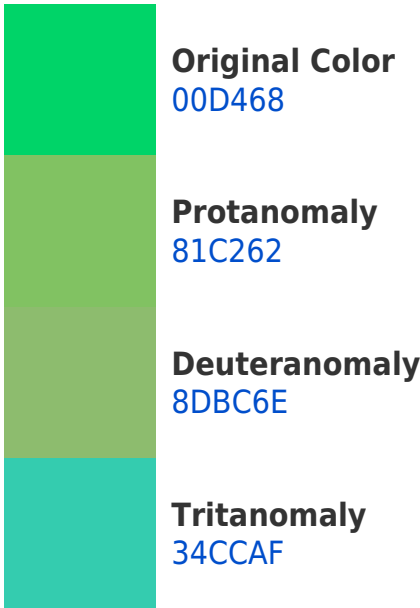 Original Color
00D468
Protanomaly
81C262
Deuteranomaly
8DBC6E
Tritanomaly
34CCAF